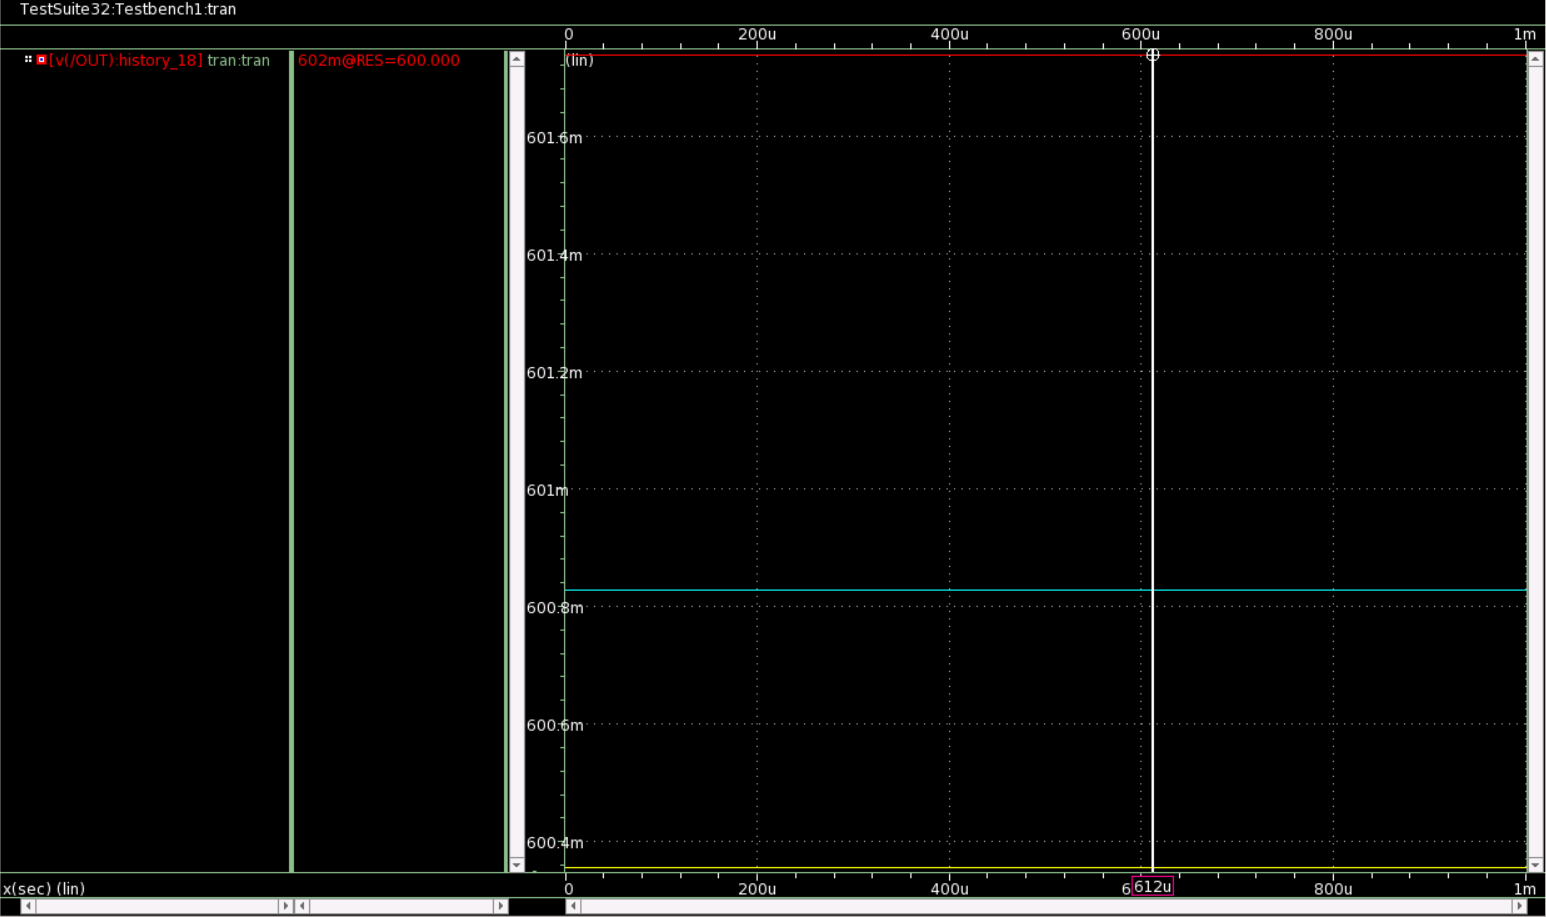 TestSuite32:Testbench1:tran
0 200u 400u 600u 800u 1m
[v(/OUT):history_18] tran:tran 602m@RES=600.000 (lin)
601.6m
601.4m
601.2m
601m
600.8m
600.6m
600.4m
x(sec) (lin) 0 200u 400u 612u 800u 1m